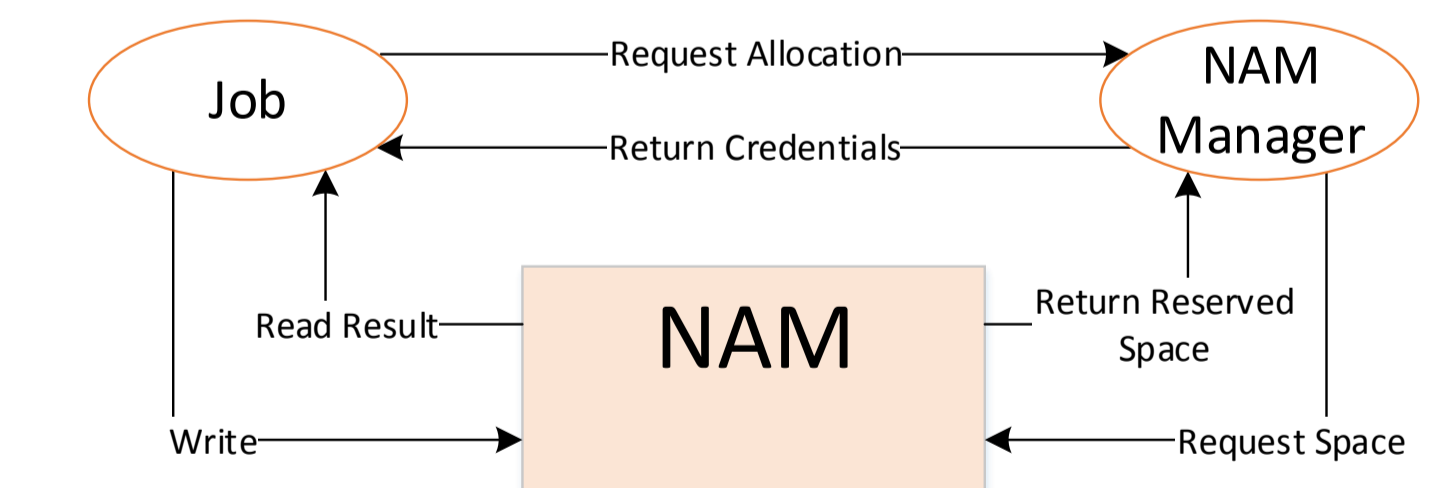 Request Allocation
Job
NAM
Manager
Return Credentials
NAM
Read Result
Return Reserved
Space
Write
Request Space